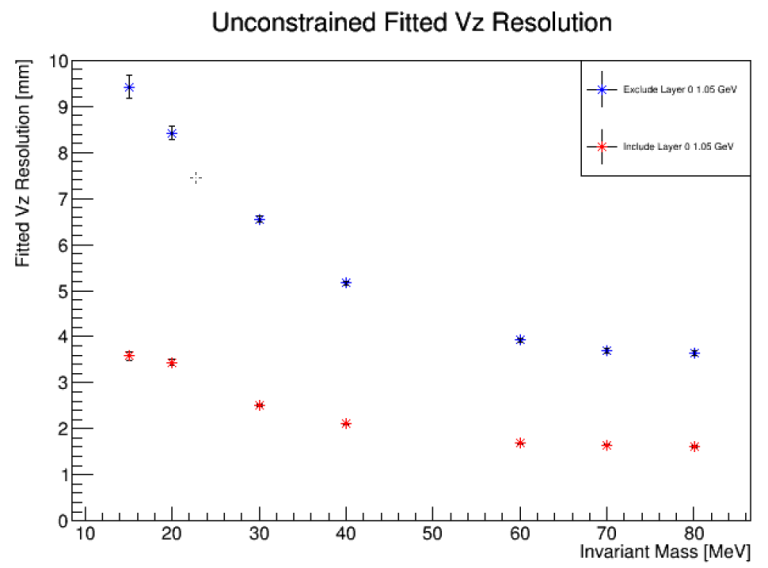 Unconstrained Fitted Vz Resolution
Fitted Vz Resolution [mm]
10
9
8
7
6
5
4
3
2
1
0
10 20 30 40 50 60 70 80
Invariant Mass [MeV]
Exclude Layer 0 1.05 GeV
Include Layer 0 1.05 GeV